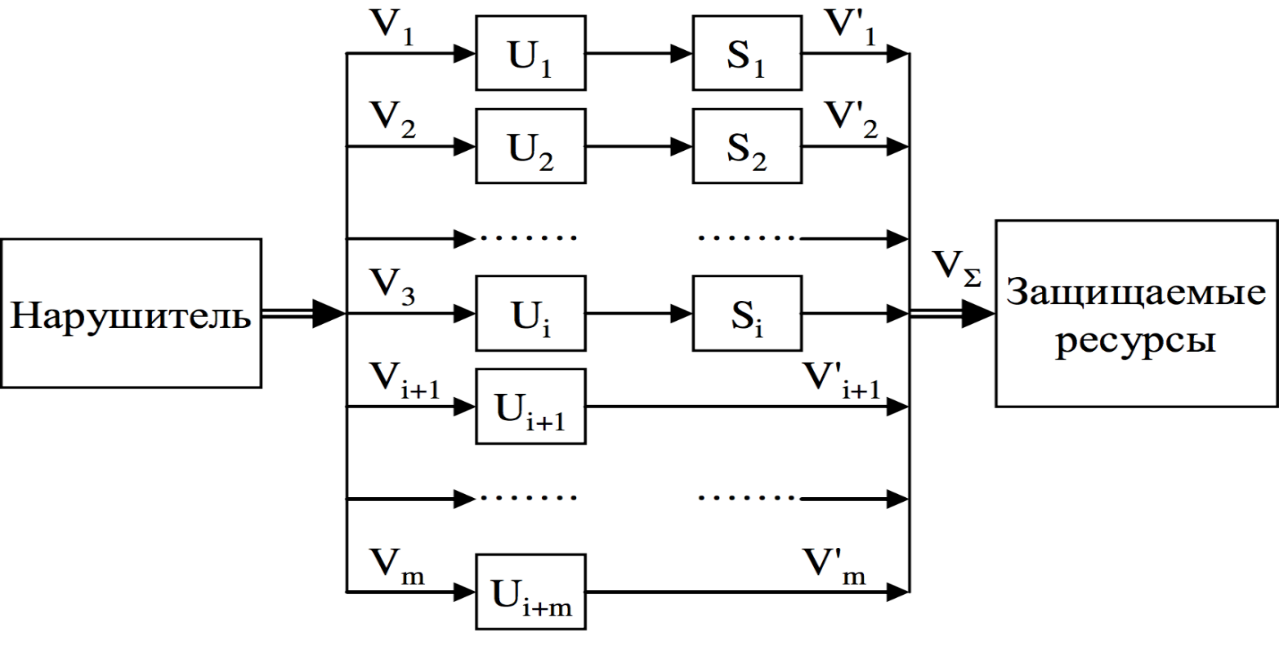 V1 U1 S1 V'1
V2 U2 S2 V'2
....... .......
Нарушитель
V3 Ui Si
VΣ
Защищаемые
ресурсы
Vi+1 Ui+1 V'i+1
....... .......
Vm Ui+m V'm